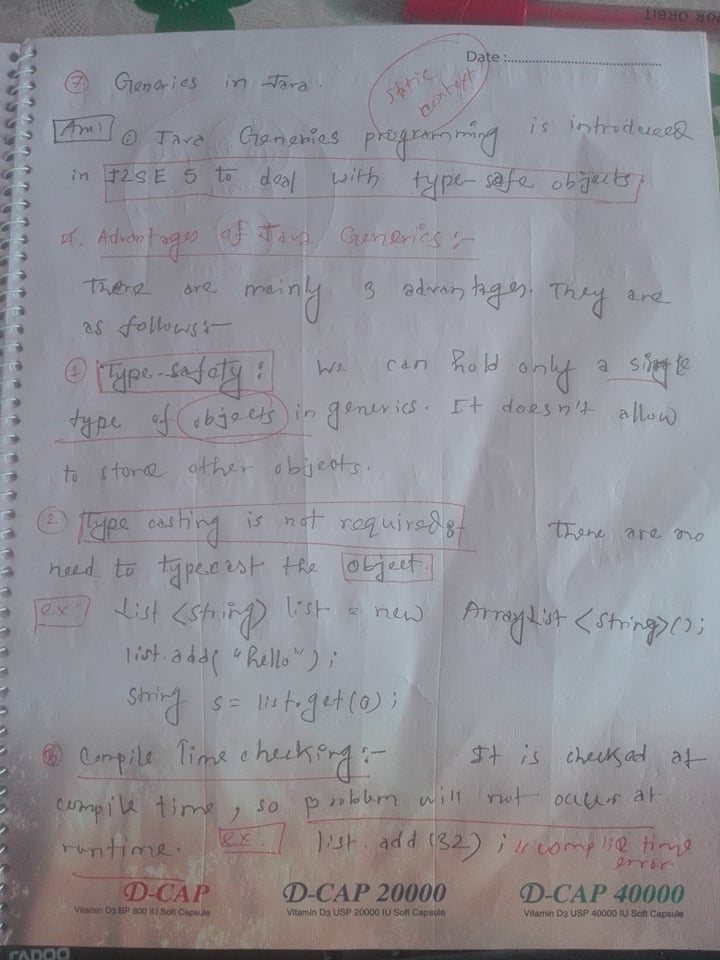 OR ORBIT
Date :
static
context
7 Generics in Java.
Ans: ① Java Generics programming is introduced
in J2SE 5 to deal with type-safe objects.
#. Advantages of Java Generics:-
There are mainly 3 advantages. They are
as follows:-
① Type-safety: We can hold only a single
type of objects in generics. It doesn't allow
to store other objects.
② Type casting is not required: There are no
need to typecast the object.
ex: List <String> list = new ArrayList <String>();
list.add("hello");
String s = list.get(0);
③ Compile Time checking:- It is checked at
compile time, so problem will not occur at
runtime. ex: list.add(32); // complie time
error.
D-CAP D-CAP 20000 D-CAP 40000
Vitamin D3 BP 800 IU Soft Capsule Vitamin D3 USP 20000 IU Soft Capsule Vitamin D3 USP 40000 IU Soft Capsule